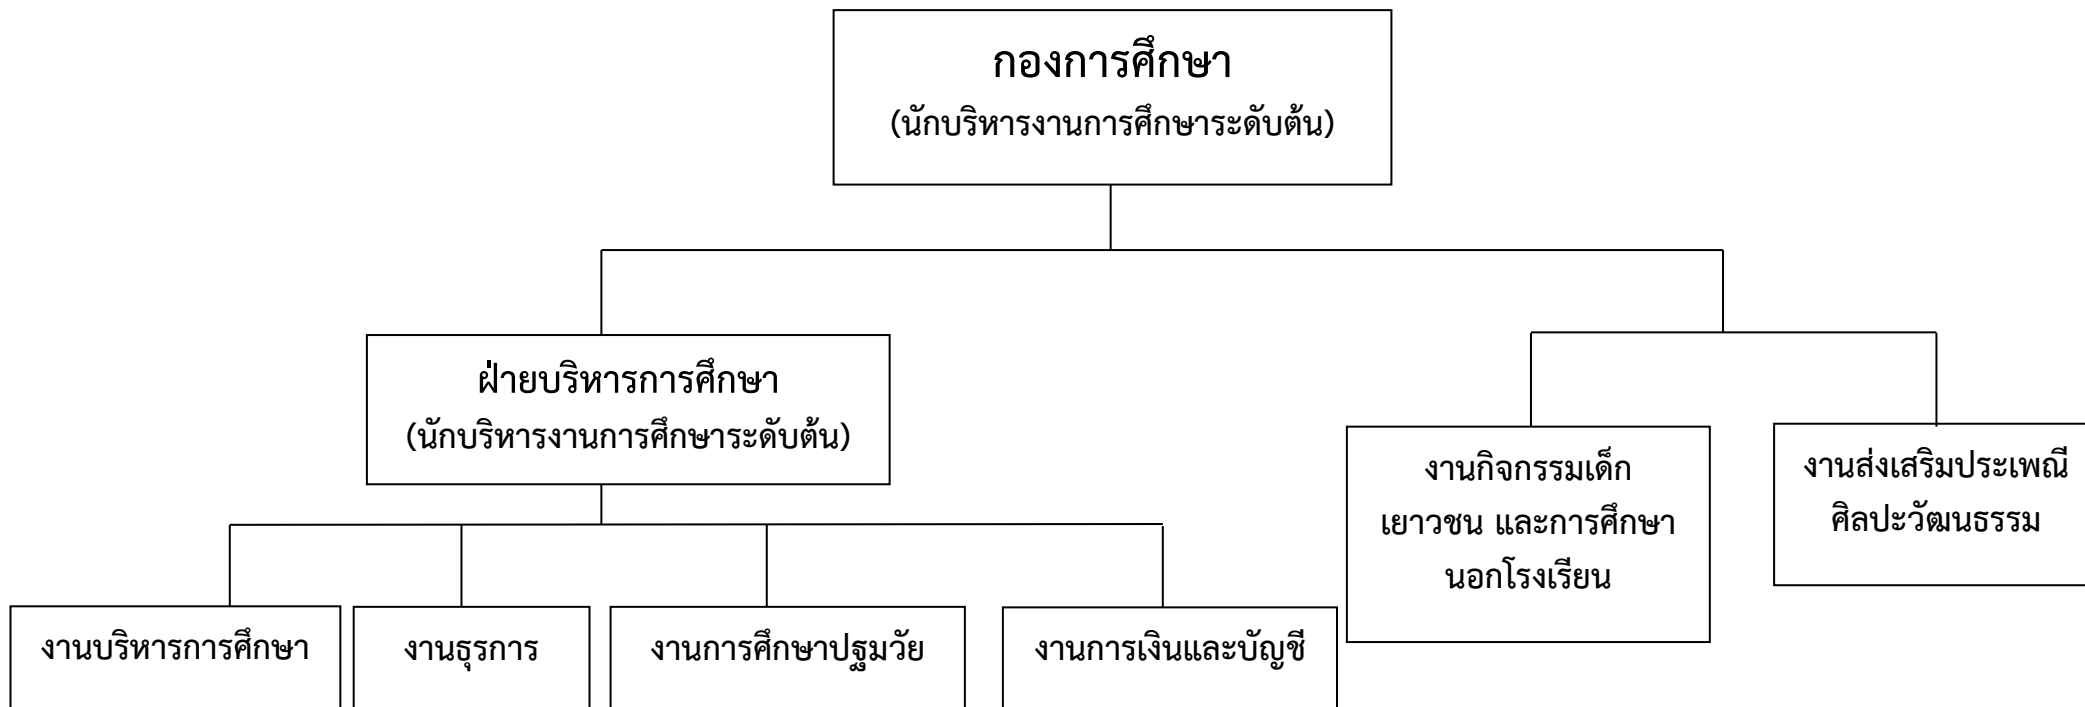 กองการศึกษา
(นักบริหารงานการศึกษาระดับต้น)
ฝ่ายบริหารการศึกษา
(นักบริหารงานการศึกษาระดับต้น)
งานกิจกรรมเด็ก
เยาวชน และการศึกษา
นอกโรงเรียน
งานส่งเสริมประเพณี
ศิลปะวัฒนธรรม
งานบริหารการศึกษา
งานธุรการ
งานการศึกษาปฐมวัย
งานการเงินและบัญชี